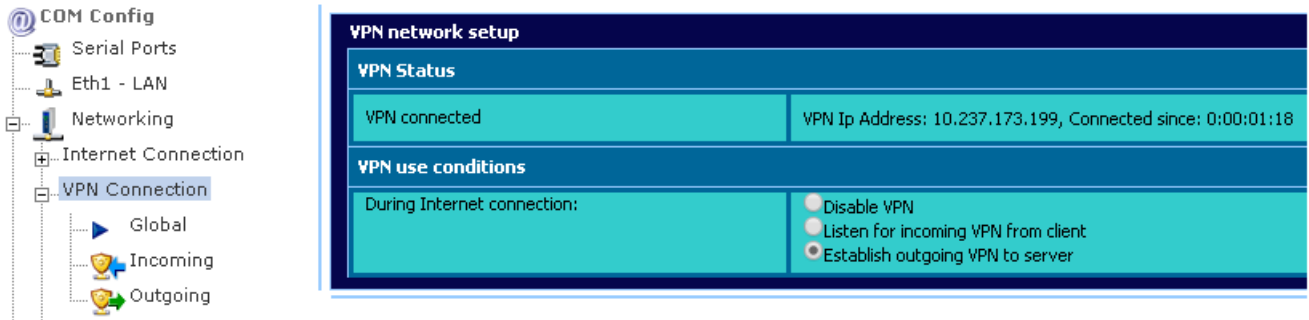 COM Config
Serial Ports
Eth1 - LAN
Networking
Internet Connection
VPN Connection
Global
Incoming
Outgoing
VPN network setup
VPN Status
VPN connected
VPN Ip Address: 10.237.173.199, Connected since: 0:00:01:18
VPN use conditions
During Internet connection:
Disable VPN
Listen for incoming VPN from client
Establish outgoing VPN to server